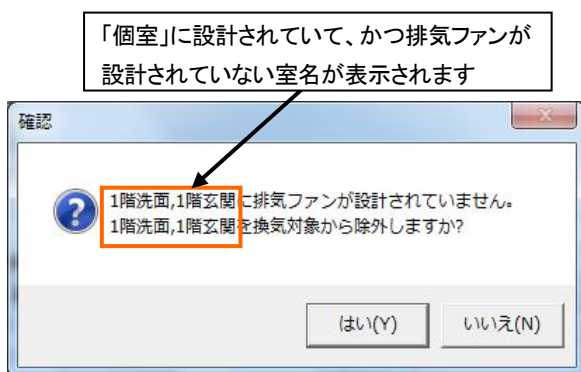 「個室」に設計されていて、かつ排気ファンが
設計されていない室名が表示されます
確認
1階洗面,1階玄関に排気ファンが設計されていません。
1階洗面,1階玄関を換気対象から除外しますか?
はい(Y)
いいえ(N)